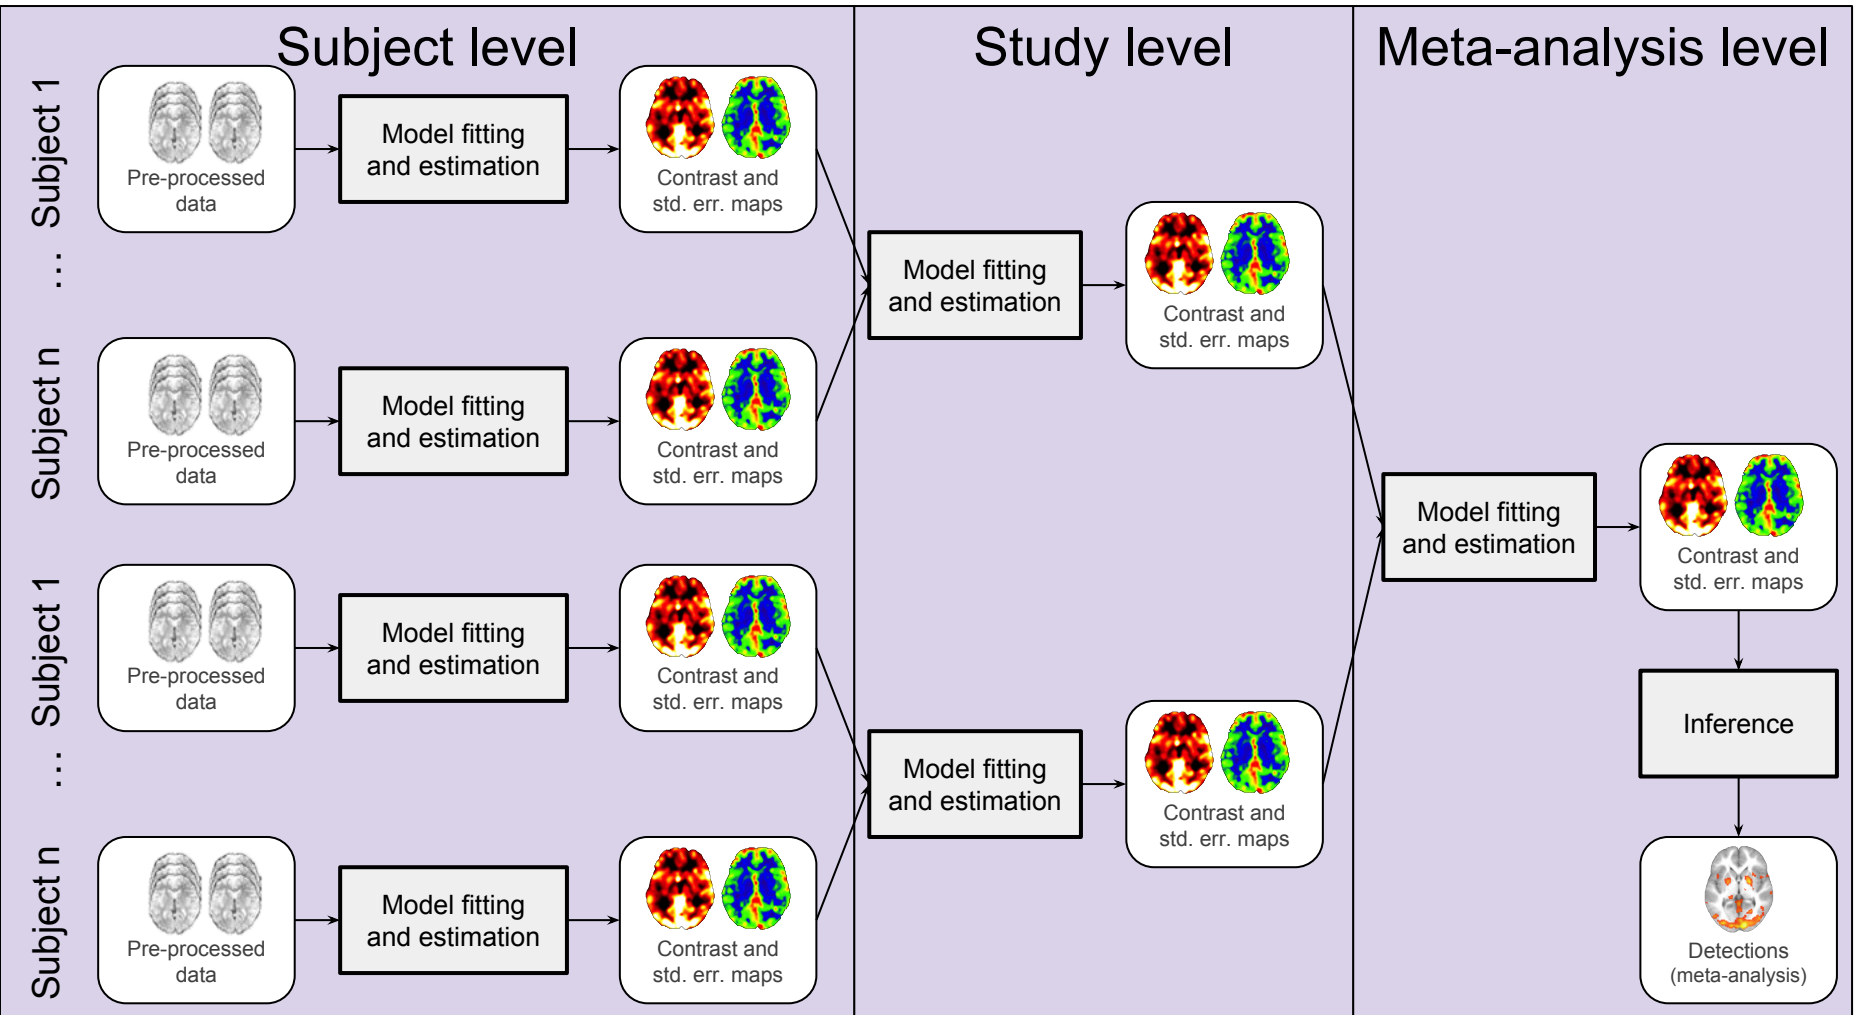 Subject level
Study level
Meta-analysis level
Subject 1
Pre-processed
data
Model fitting
and estimation
Contrast and
std. err. maps
...
Subject n
Pre-processed
data
Model fitting
and estimation
Contrast and
std. err. maps
Model fitting
and estimation
Contrast and
std. err. maps
Subject 1
Pre-processed
data
Model fitting
and estimation
Contrast and
std. err. maps
...
Subject n
Pre-processed
data
Model fitting
and estimation
Contrast and
std. err. maps
Model fitting
and estimation
Contrast and
std. err. maps
Model fitting
and estimation
Contrast and
std. err. maps
Inference
Detections
(meta-analysis)